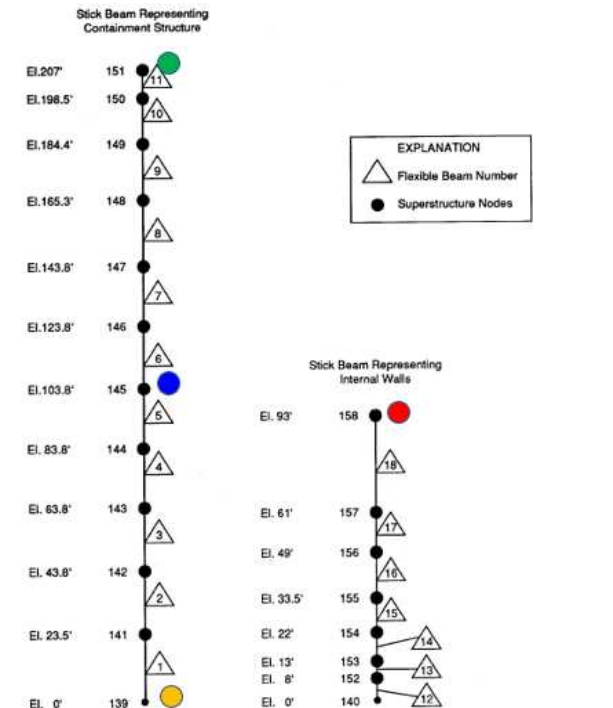 Stick Beam Representing
Containment Structure
El.207' 151
11
El.198.5' 150
10
El.184.4' 149
9
El.165.3' 148
8
El.143.8' 147
7
El.123.8' 146
6
El.103.8' 145
5
El. 83.8' 144
4
El. 63.8' 143
3
El. 43.8' 142
2
El. 23.5' 141
1
El. 0' 139
EXPLANATION
Flexible Beam Number
Superstructure Nodes
Stick Beam Representing
Internal Walls
El. 93' 158
18
El. 61' 157
17
El. 49' 156
16
El. 33.5' 155
15
El. 22' 154
14
El. 13' 153
13
El. 8' 152
12
El. 0' 140